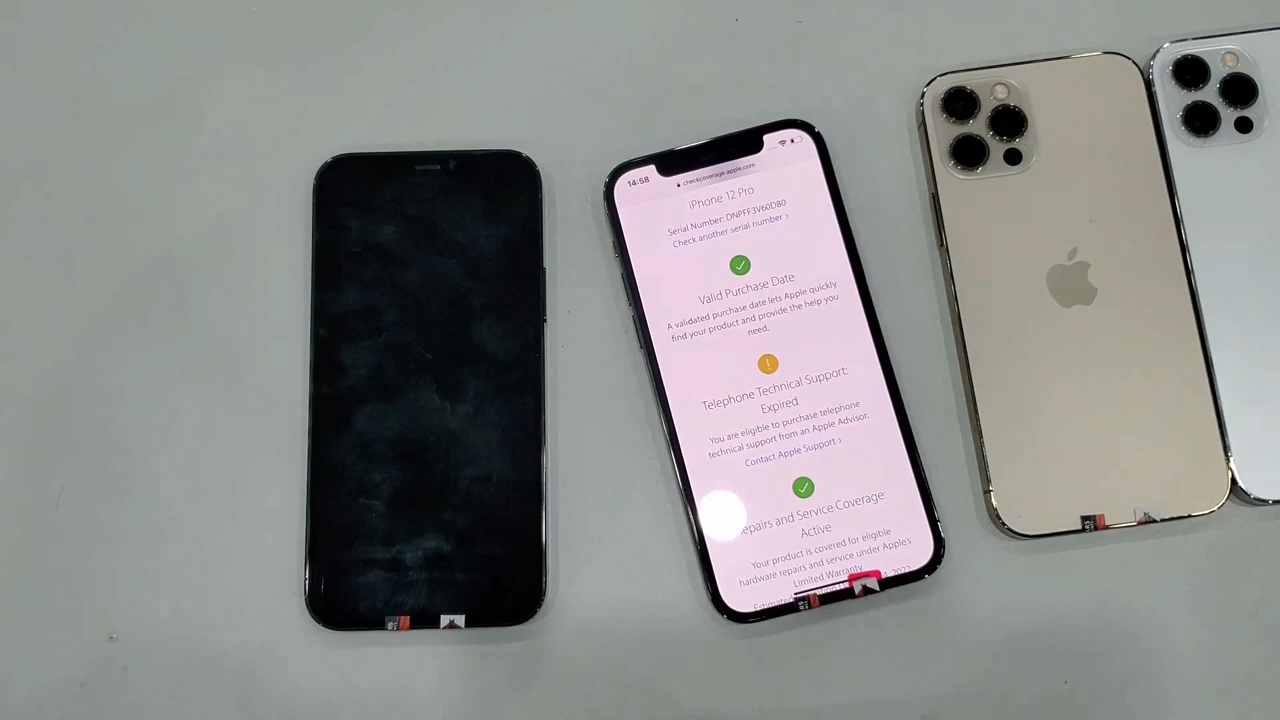 14:58
checkcoverage.apple.com
iPhone 12 Pro
Serial Number: DNPFF3V60D80
Check another serial number ›
Valid Purchase Date
A validated purchase date lets Apple quickly
find your product and provide the help you
need.
Telephone Technical Support:
Expired
You are eligible to purchase telephone
technical support from an Apple Advisor.
Contact Apple Support ›
epairs and Service Coverage:
Active
Your product is covered for eligible
hardware repairs and service under Apple's
Limited Warranty
Estimated
2022